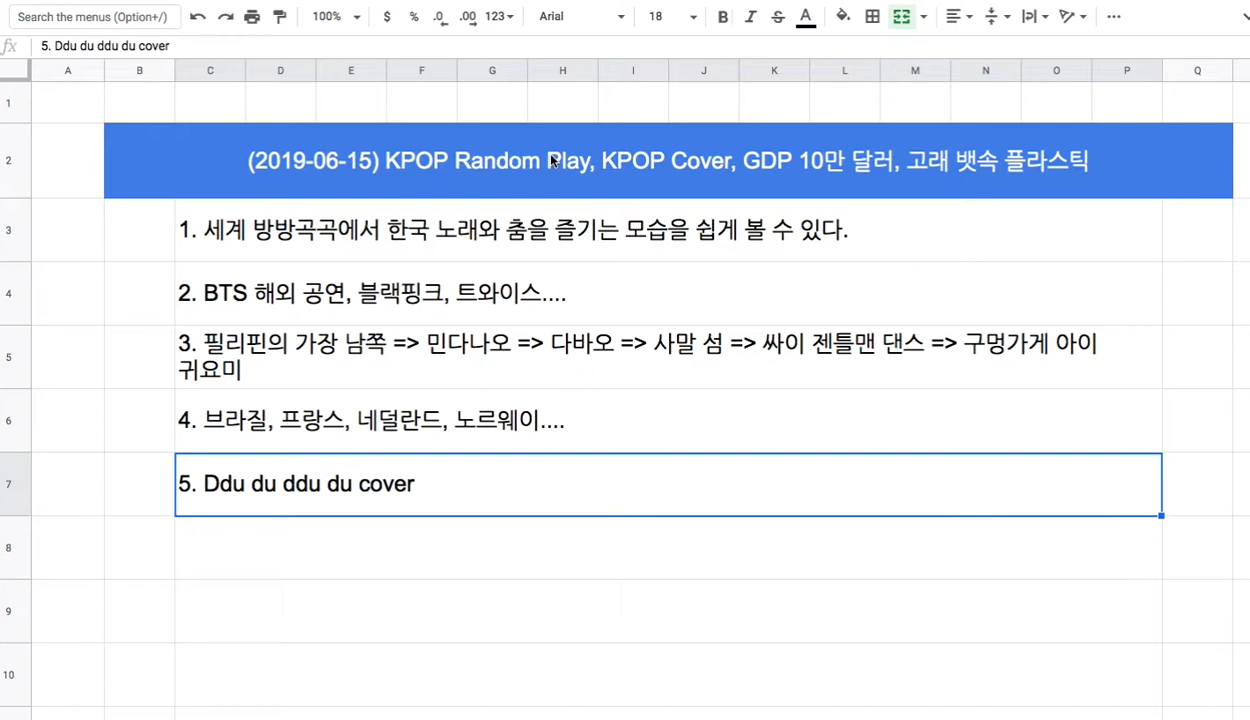 Search the menus (Option+/)
100%
$ % .0 .00 123
Arial
18
B I S A
fx 5. Ddu du ddu du cover
A B C D E F G H I J K L M N O P Q
1
2 (2019-06-15) KPOP Random Play, KPOP Cover, GDP 10만 달러, 고래 뱃속 플라스틱
3 1. 세계 방방곡곡에서 한국 노래와 춤을 즐기는 모습을 쉽게 볼 수 있다.
4 2. BTS 해외 공연, 블랙핑크, 트와이스....
5 3. 필리핀의 가장 남쪽 => 민다나오 => 다바오 => 사말 섬 => 싸이 젠틀맨 댄스 => 구멍가게 아이
귀요미
6 4. 브라질, 프랑스, 네덜란드, 노르웨이....
7 5. Ddu du ddu du cover
8
9
10